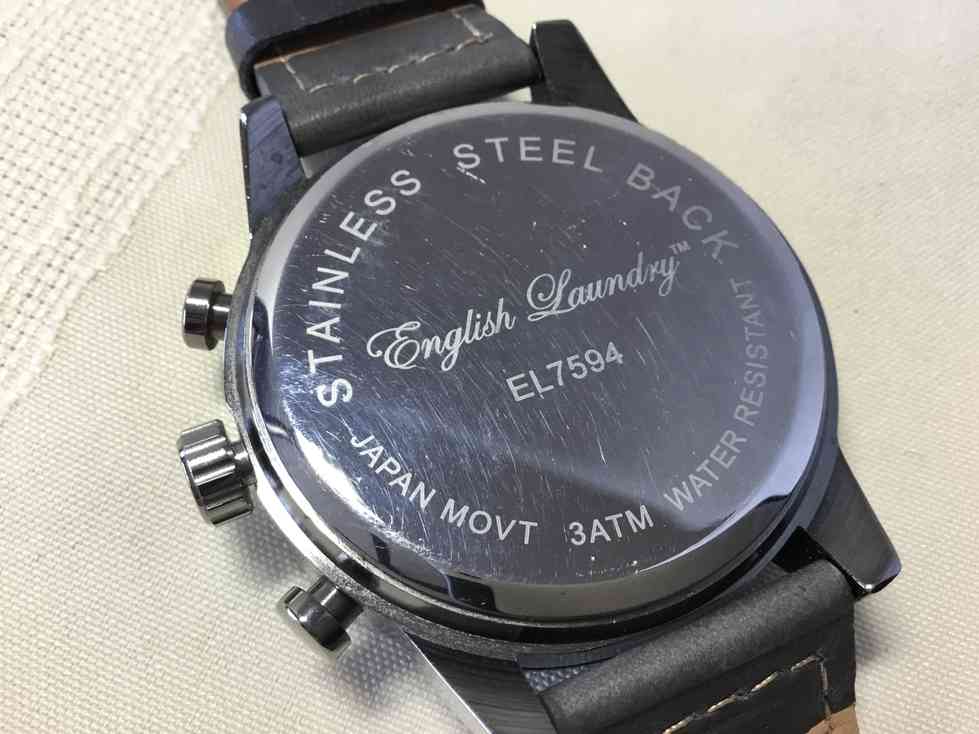 STAINLESS STEEL BACK
English Laundry™
EL7594
JAPAN MOVT 3ATM WATER RESISTANT